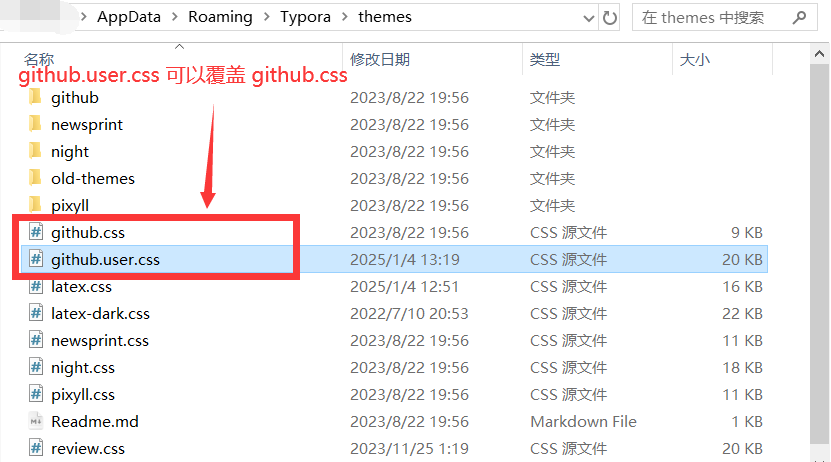 AppData > Roaming > Typora > themes 在 themes 中搜索
名称 修改日期 类型 大小
github.user.css 可以覆盖 github.css
github 2023/8/22 19:56 文件夹
newsprint 2023/8/22 19:56 文件夹
night 2023/8/22 19:56 文件夹
old-themes 2023/8/22 19:56 文件夹
pixyll 2023/8/22 19:56 文件夹
github.css 2023/8/22 19:56 CSS 源文件 9 KB
github.user.css 2025/1/4 13:19 CSS 源文件 20 KB
latex.css 2025/1/4 12:51 CSS 源文件 16 KB
latex-dark.css 2022/7/10 20:53 CSS 源文件 22 KB
newsprint.css 2023/8/22 19:56 CSS 源文件 11 KB
night.css 2023/8/22 19:56 CSS 源文件 18 KB
pixyll.css 2023/8/22 19:56 CSS 源文件 11 KB
Readme.md 2023/8/22 19:56 Markdown File 1 KB
review.css 2023/11/25 1:19 CSS 源文件 20 KB